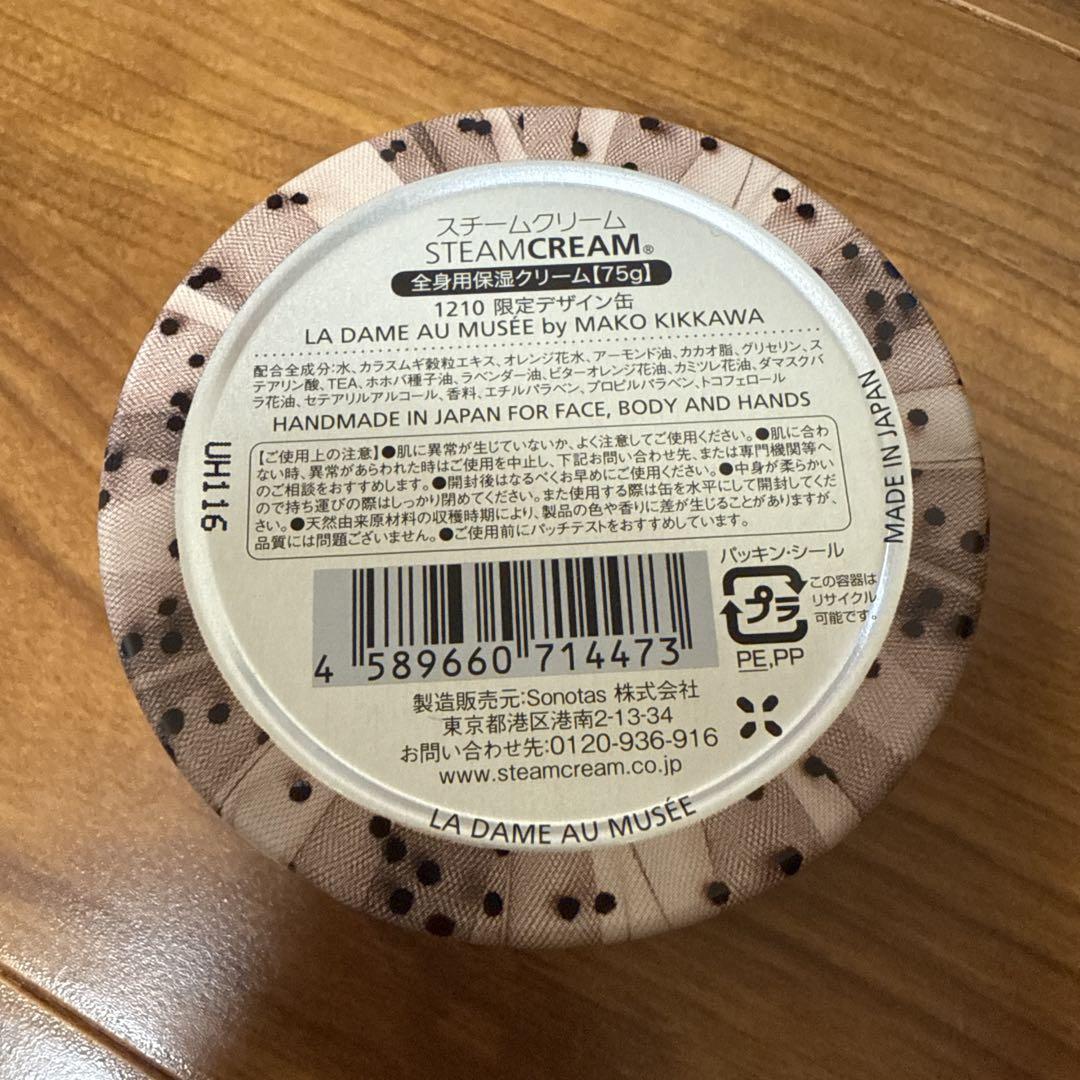 スチームクリーム
STEAMCREAM®
全身用保湿クリーム【75g】
1210 限定デザイン缶
LA DAME AU MUSÉE by MAKO KIKKAWA
配合全成分:水、カラスムギ穀粒エキス、オレンジ花水、アーモンド油、カカオ脂、グリセリン、ス
テアリン酸、TEA、ホホバ種子油、ラベンダー油、ビターオレンジ花油、カミツレ花油、ダマスクバ
ラ花油、セテアリルアルコール、香料、エチルパラベン、プロピルパラベン、トコフェロール
HANDMADE IN JAPAN FOR FACE, BODY AND HANDS
【ご使用上の注意】●肌に異常が生じていないか、よく注意してご使用ください。●肌に合わ
ない時、異常があらわれた時はご使用を中止し、下記お問い合わせ先、または専門機関等へ
のご相談をおすすめします。●開封後はなるべくお早めにご使用ください。●中身が柔らかい
ので持ち運びの際はしっかり閉めてください。また使用する際は缶を水平にして開封してくだ
さい。●天然由来原材料の収穫時期により、製品の色や香りに差が生じることがありますが、
品質には問題ございません。●ご使用前にパッチテストをおすすめしています。
UH116
MADE IN JAPAN
パッキン・シール
プラ
この容器は
リサイクル
可能です。
PE,PP
4 589660 714473
製造販売元:Sonotas 株式会社
東京都港区港南2-13-34
お問い合わせ先:0120-936-916
www.steamcream.co.jp
LA DAME AU MUSÉE